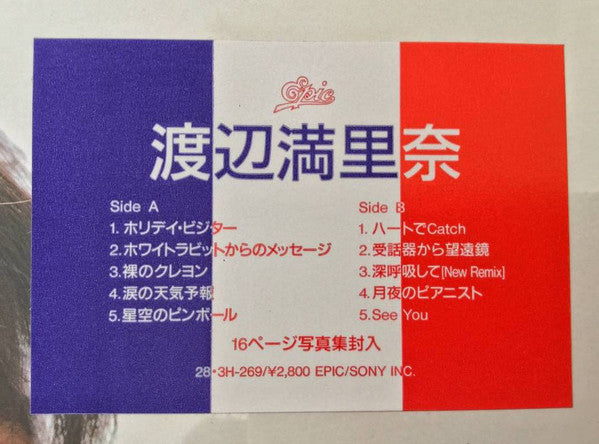 Epic
渡辺満里奈
Side A
1. ホリデイ・ビジター
2. ホワイトラビットからのメッセージ
3. 裸のクレヨン
4. 涙の天気予報
5. 星空のピンボール
Side B
1. ハートでCatch
2. 受話器から望遠鏡
3. 深呼吸して[New Remix]
4. 月夜のピアニスト
5. See You
16ページ写真集封入
28・3H-269/¥2,800 EPIC/SONY INC.